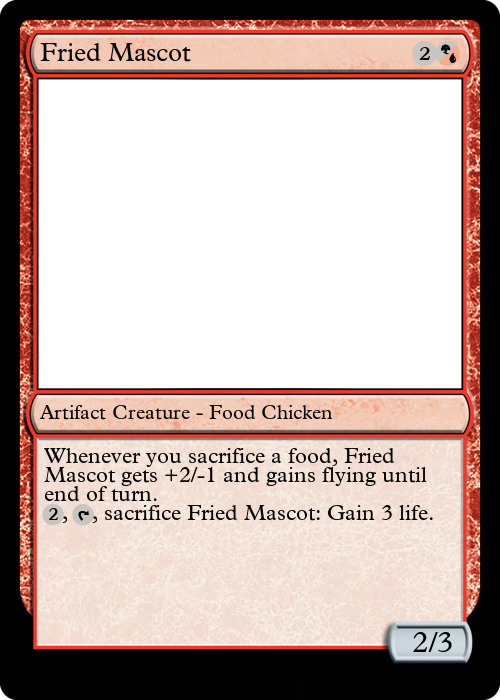 Fried Mascot 2
Artifact Creature - Food Chicken
Whenever you sacrifice a food, Fried
Mascot gets +2/-1 and gains flying until
end of turn.
2, , sacrifice Fried Mascot: Gain 3 life.
2/3